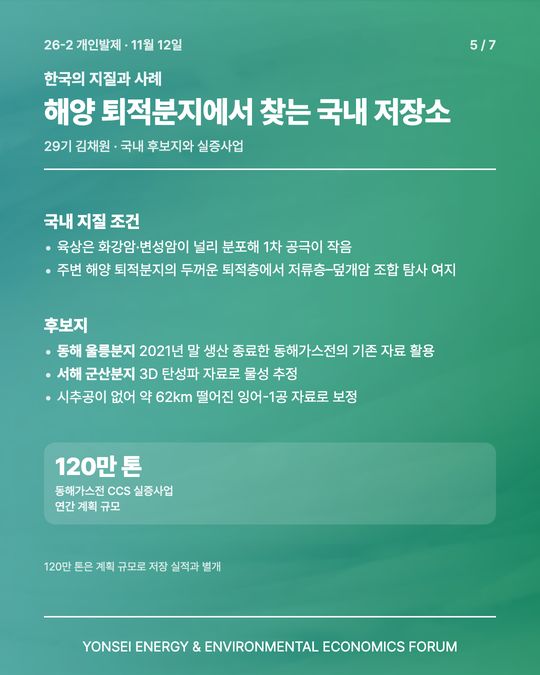 26-2 개인발제 · 11월 12일
5 / 7
한국의 지질과 사례
해양 퇴적분지에서 찾는 국내 저장소
29기 김채원 · 국내 후보지와 실증사업
국내 지질 조건
• 육상은 화강암·변성암이 널리 분포해 1차 공극이 작음
• 주변 해양 퇴적분지의 두꺼운 퇴적층에서 저류층–덮개암 조합 탐사 여지
후보지
• 동해 울릉분지 2021년 말 생산 종료한 동해가스전의 기존 자료 활용
• 서해 군산분지 3D 탄성파 자료로 물성 추정
• 시추공이 없어 약 62km 떨어진 잉어-1공 자료로 보정
120만 톤
동해가스전 CCS 실증사업
연간 계획 규모
120만 톤은 계획 규모로 저장 실적과 별개
YONSEI ENERGY & ENVIRONMENTAL ECONOMICS FORUM